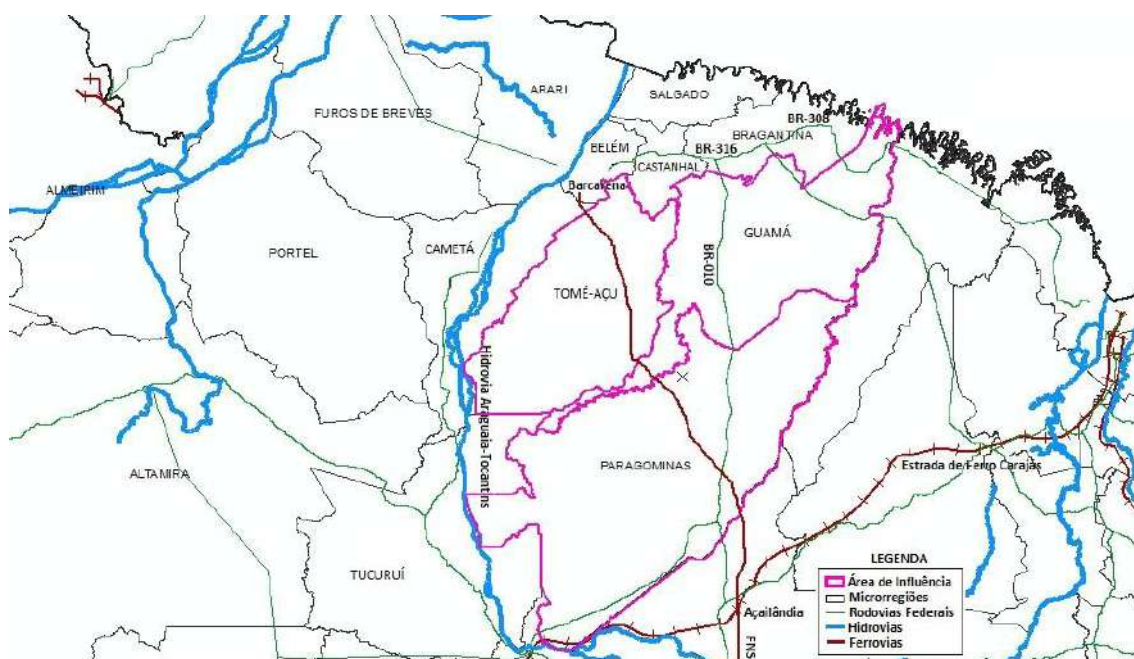 ARARI
SALGADO
FUROS DE BREVES
BR-308
BRAGANTINA
BELÉM
BR-316
CASTANHAL
ALMEIRIM
Barcarena
CAMETÁ
GUAMÁ
PORTEL
BR-010
TOMÉ-AÇU
Hidrovia Araguaia-Tocantins
PARAGOMINAS
Estrada de Ferro Carajás
ALTAMIRA
TUCURUÍ
Açailândia
FNS
LEGENDA
Área de Influência
Microrregiões
Rodovias Federais
Hidrovias
Ferrovias